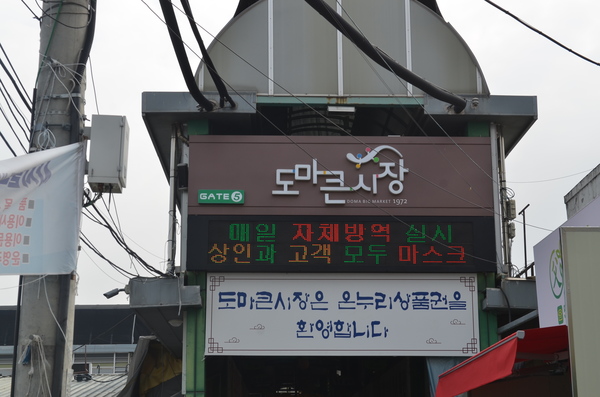 도마큰시장
DOMA BIZ MARKET 1972
GATE 5
매일 자체방역 실시
상인과 고객 모두 마스크
도마큰시장은 온누리상품권을
환영합니다